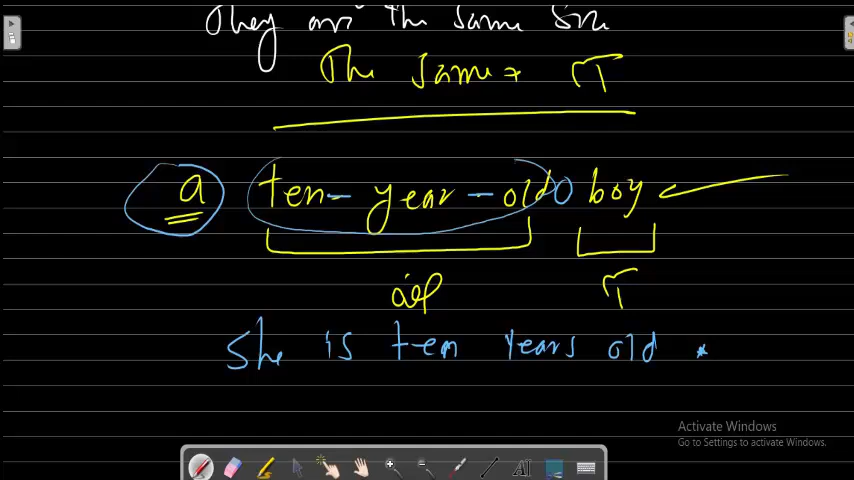 They are the same size
The same +
a ten-year-old boy
She is ten years old .
Activate Windows
Go to Settings to activate Windows.